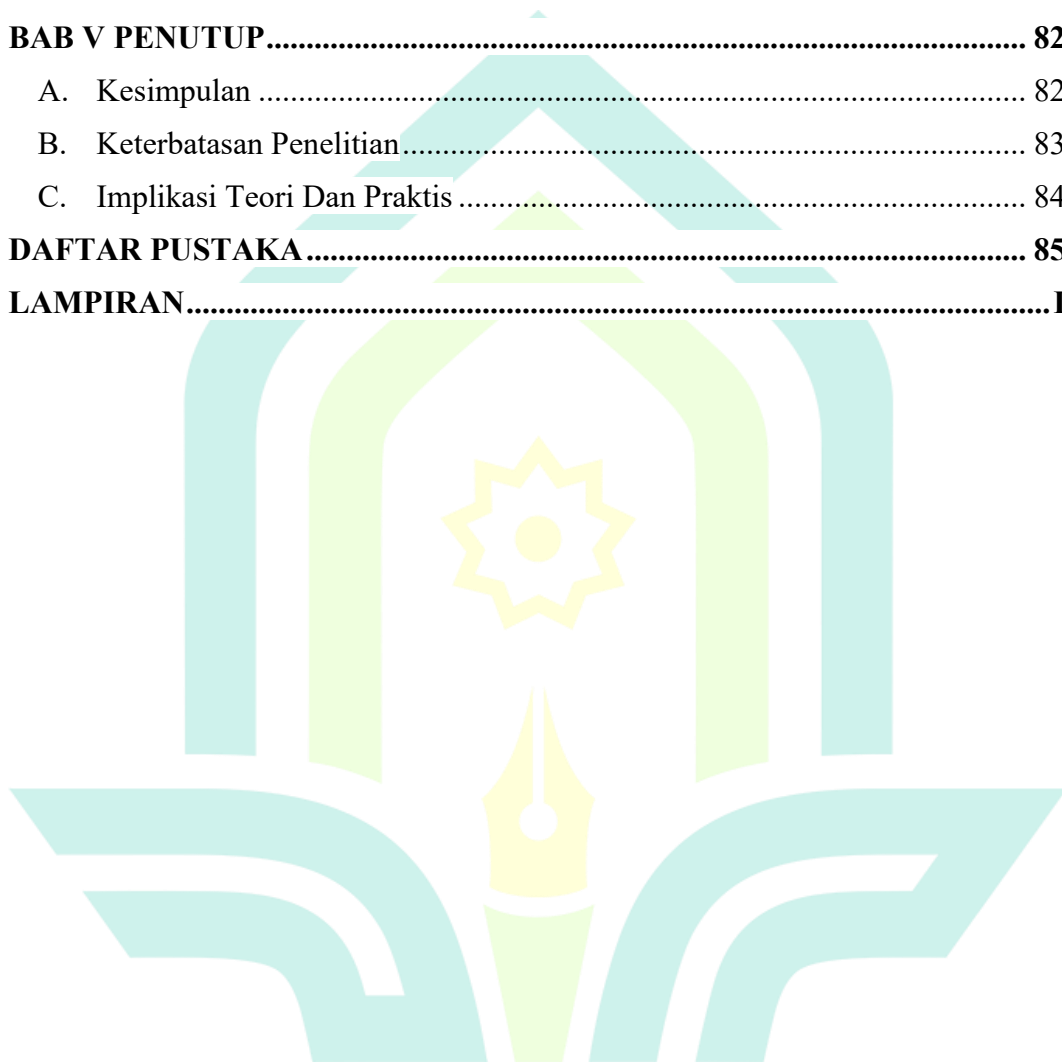 BAB V PENUTUP............................................................................................... 82
A. Kesimpulan ................................................................................................ 82
B. Keterbatasan Penelitian.............................................................................. 83
C. Implikasi Teori Dan Praktis ....................................................................... 84
DAFTAR PUSTAKA.......................................................................................... 85
LAMPIRAN............................................................................................................I